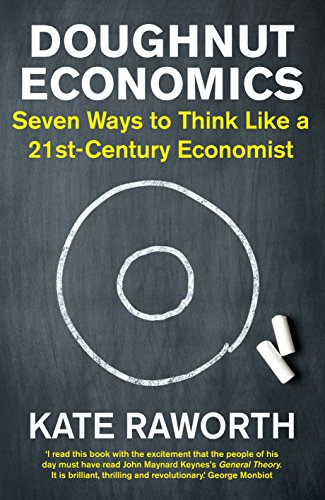 DOUGHNUT
ECONOMICS
Seven Ways to Think Like a
21st-Century Economist
KATE RAWORTH
‘I read this book with the excitement that the people of his
day must have read John Maynard Keynes’s General Theory.
It is brilliant, thrilling and revolutionary.’ George Monbiot